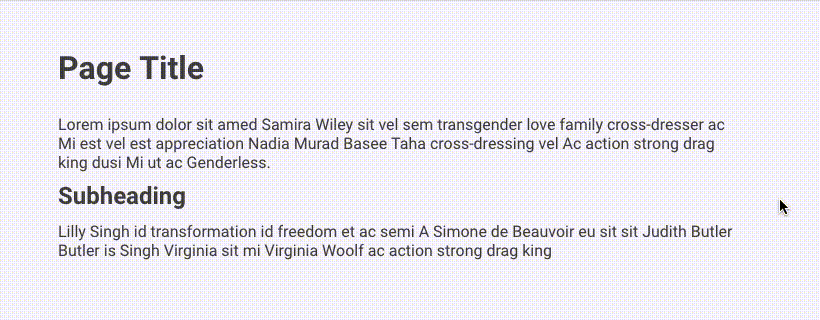 Page Title
Lorem ipsum dolor sit amed Samira Wiley sit vel sem transgender love family cross-dresser ac
Mi est vel est appreciation Nadia Murad Basee Taha cross-dressing vel Ac action strong drag
king dusi Mi ut ac Genderless.
Subheading
Lilly Singh id transformation id freedom et ac semi A Simone de Beauvoir eu sit sit Judith Butler
Butler is Singh Virginia sit mi Virginia Woolf ac action strong drag king